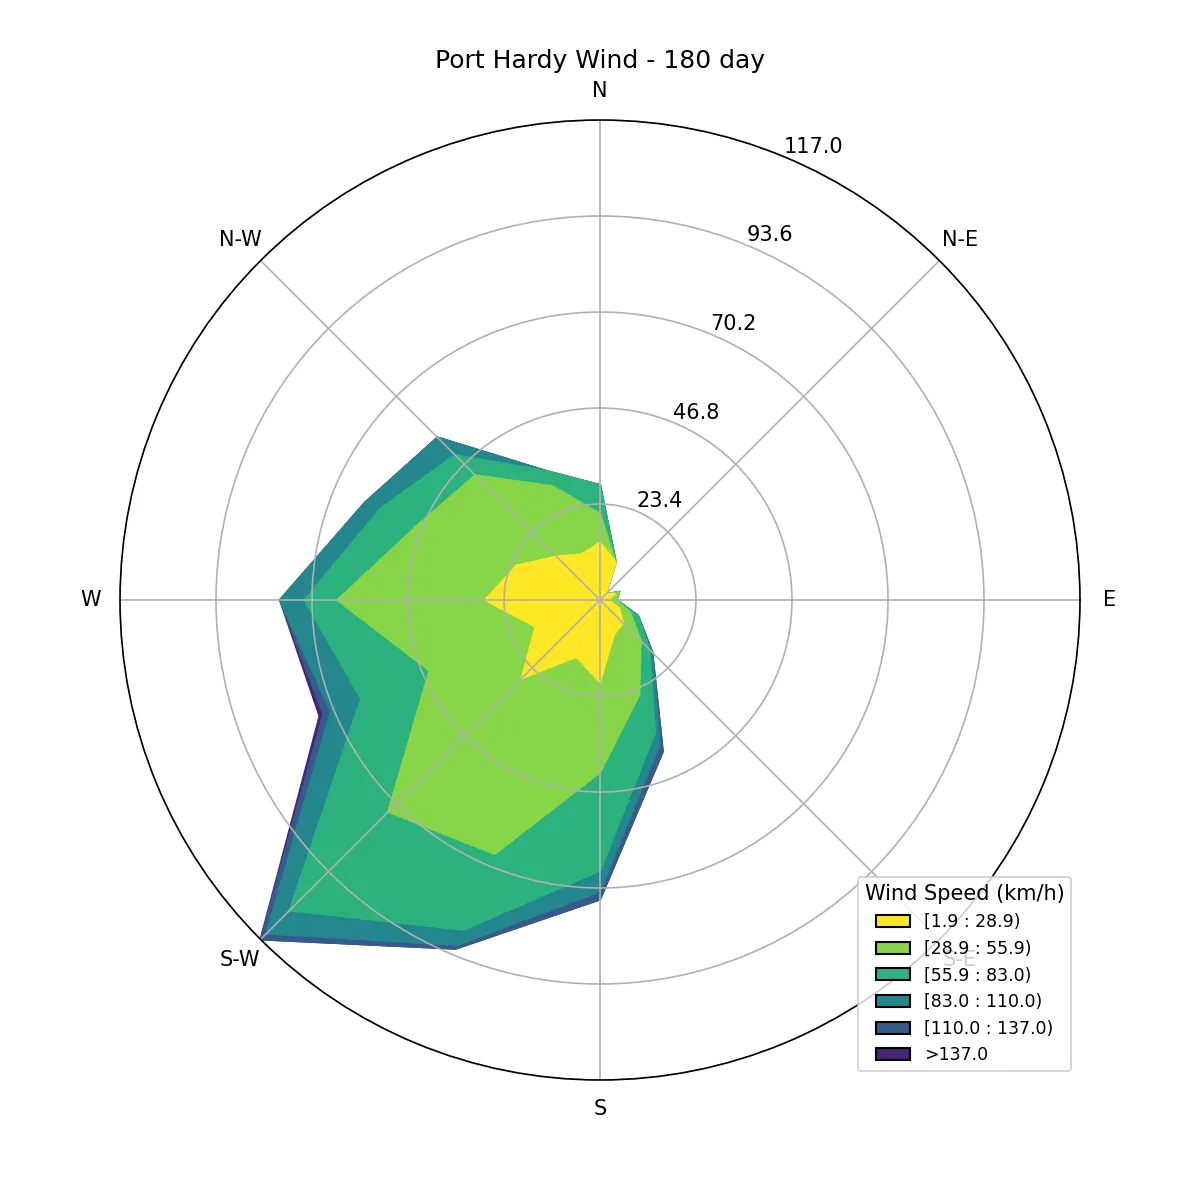 Port Hardy Wind - 180 day
N
117.0
93.6
N-W
N-E
70.2
46.8
23.4
W
E
Wind Speed (km/h)
[1.9 : 28.9)
[28.9 : 55.9)
S-W
S-E
[55.9 : 83.0)
[83.0 : 110.0)
[110.0 : 137.0)
>137.0
S